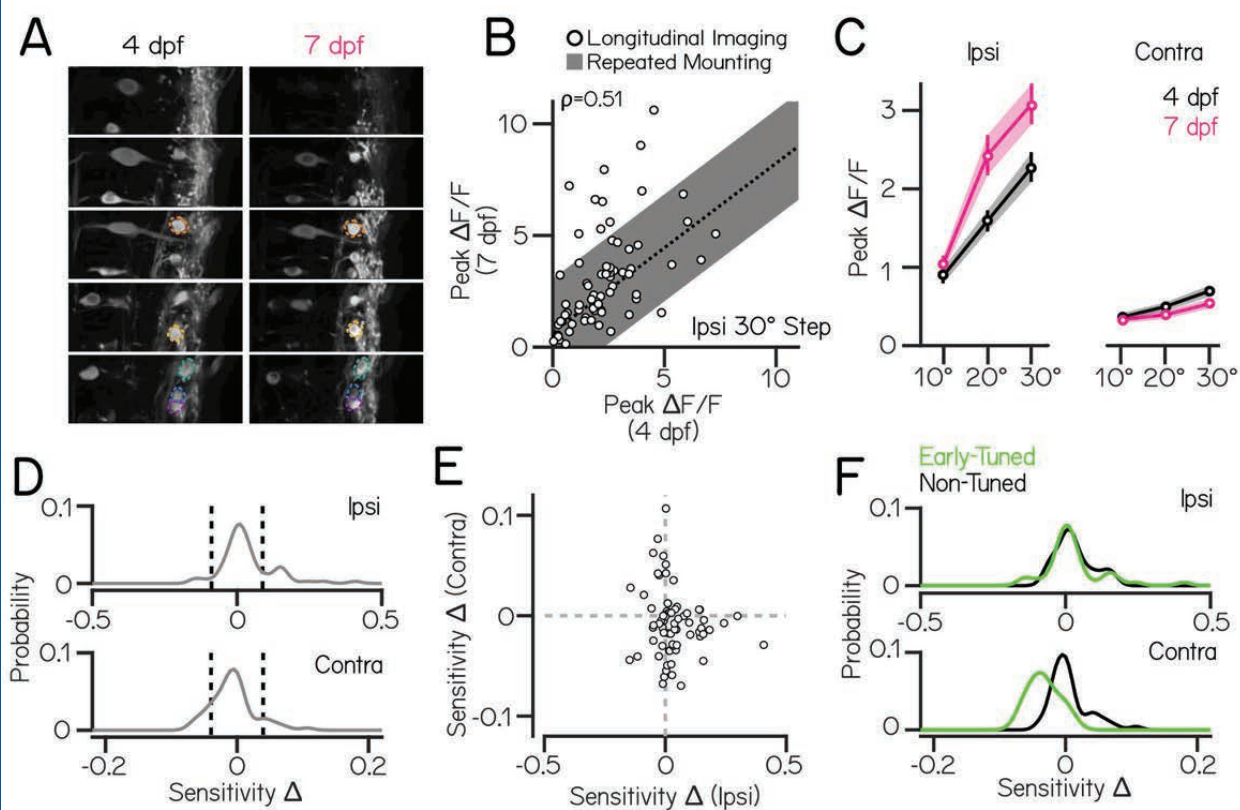 A
4 dpf
7 dpf
B
Longitudinal Imaging
Repeated Mounting
ρ=0.51
10
5
0
Peak ΔF/F
(7 dpf)
Ipsi 30° Step
0
5
10
Peak ΔF/F
(4 dpf)
C
Ipsi
Contra
4 dpf
7 dpf
3
2
1
0
Peak ΔF/F
10° 20° 30°
10° 20° 30°
D
Ipsi
0.1
0
-0.5
0
0.5
Contra
0.1
0
-0.2
0
0.2
Probability
Sensitivity Δ
E
0.1
0
-0.1
Sensitivity Δ (Contra)
-0.5
0
0.5
Sensitivity Δ (Ipsi)
F
Early-Tuned
Non-Tuned
Ipsi
0.1
0
-0.5
0
0.5
Contra
0.1
0
-0.2
0
0.2
Probability
Sensitivity Δ